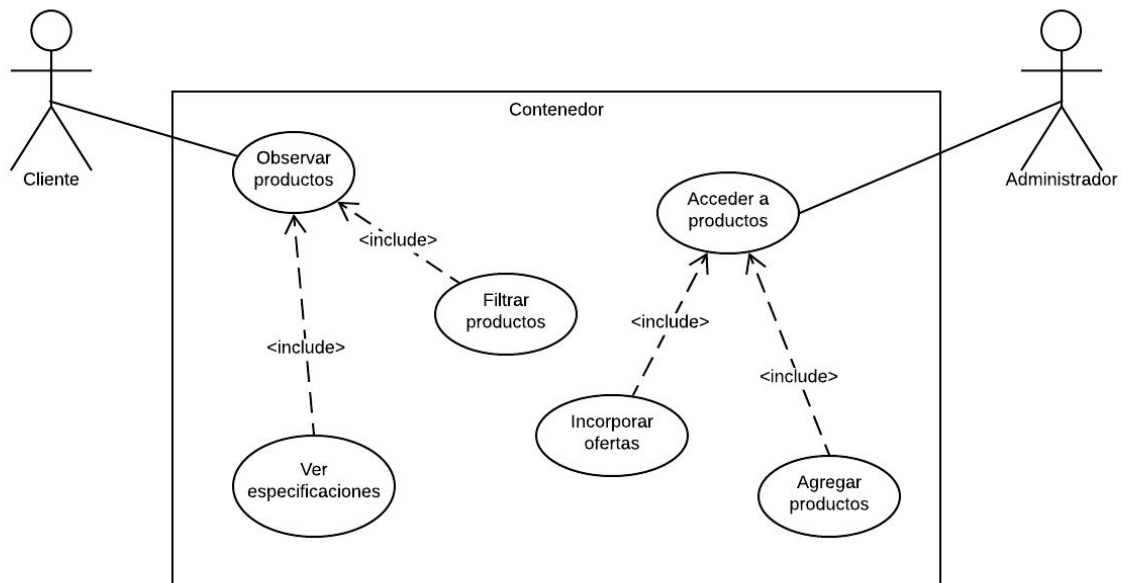 Contenedor
Cliente
Administrador
Observar
productos
Acceder a
productos
<include>
Filtrar
productos
<include>
<include>
<include>
Incorporar
ofertas
Ver
especificaciones
Agregar
productos